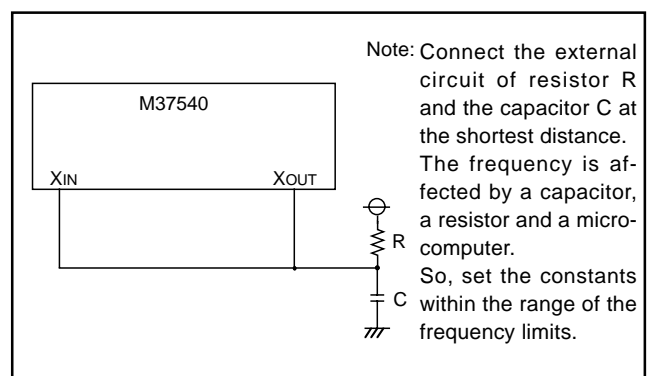 M37540
XIN
XOUT
R
C
Note: Connect the external
circuit of resistor R
and the capacitor C at
the shortest distance.
The frequency is af-
fected by a capacitor,
a resistor and a micro-
computer.
So, set the constants
within the range of the
frequency limits.